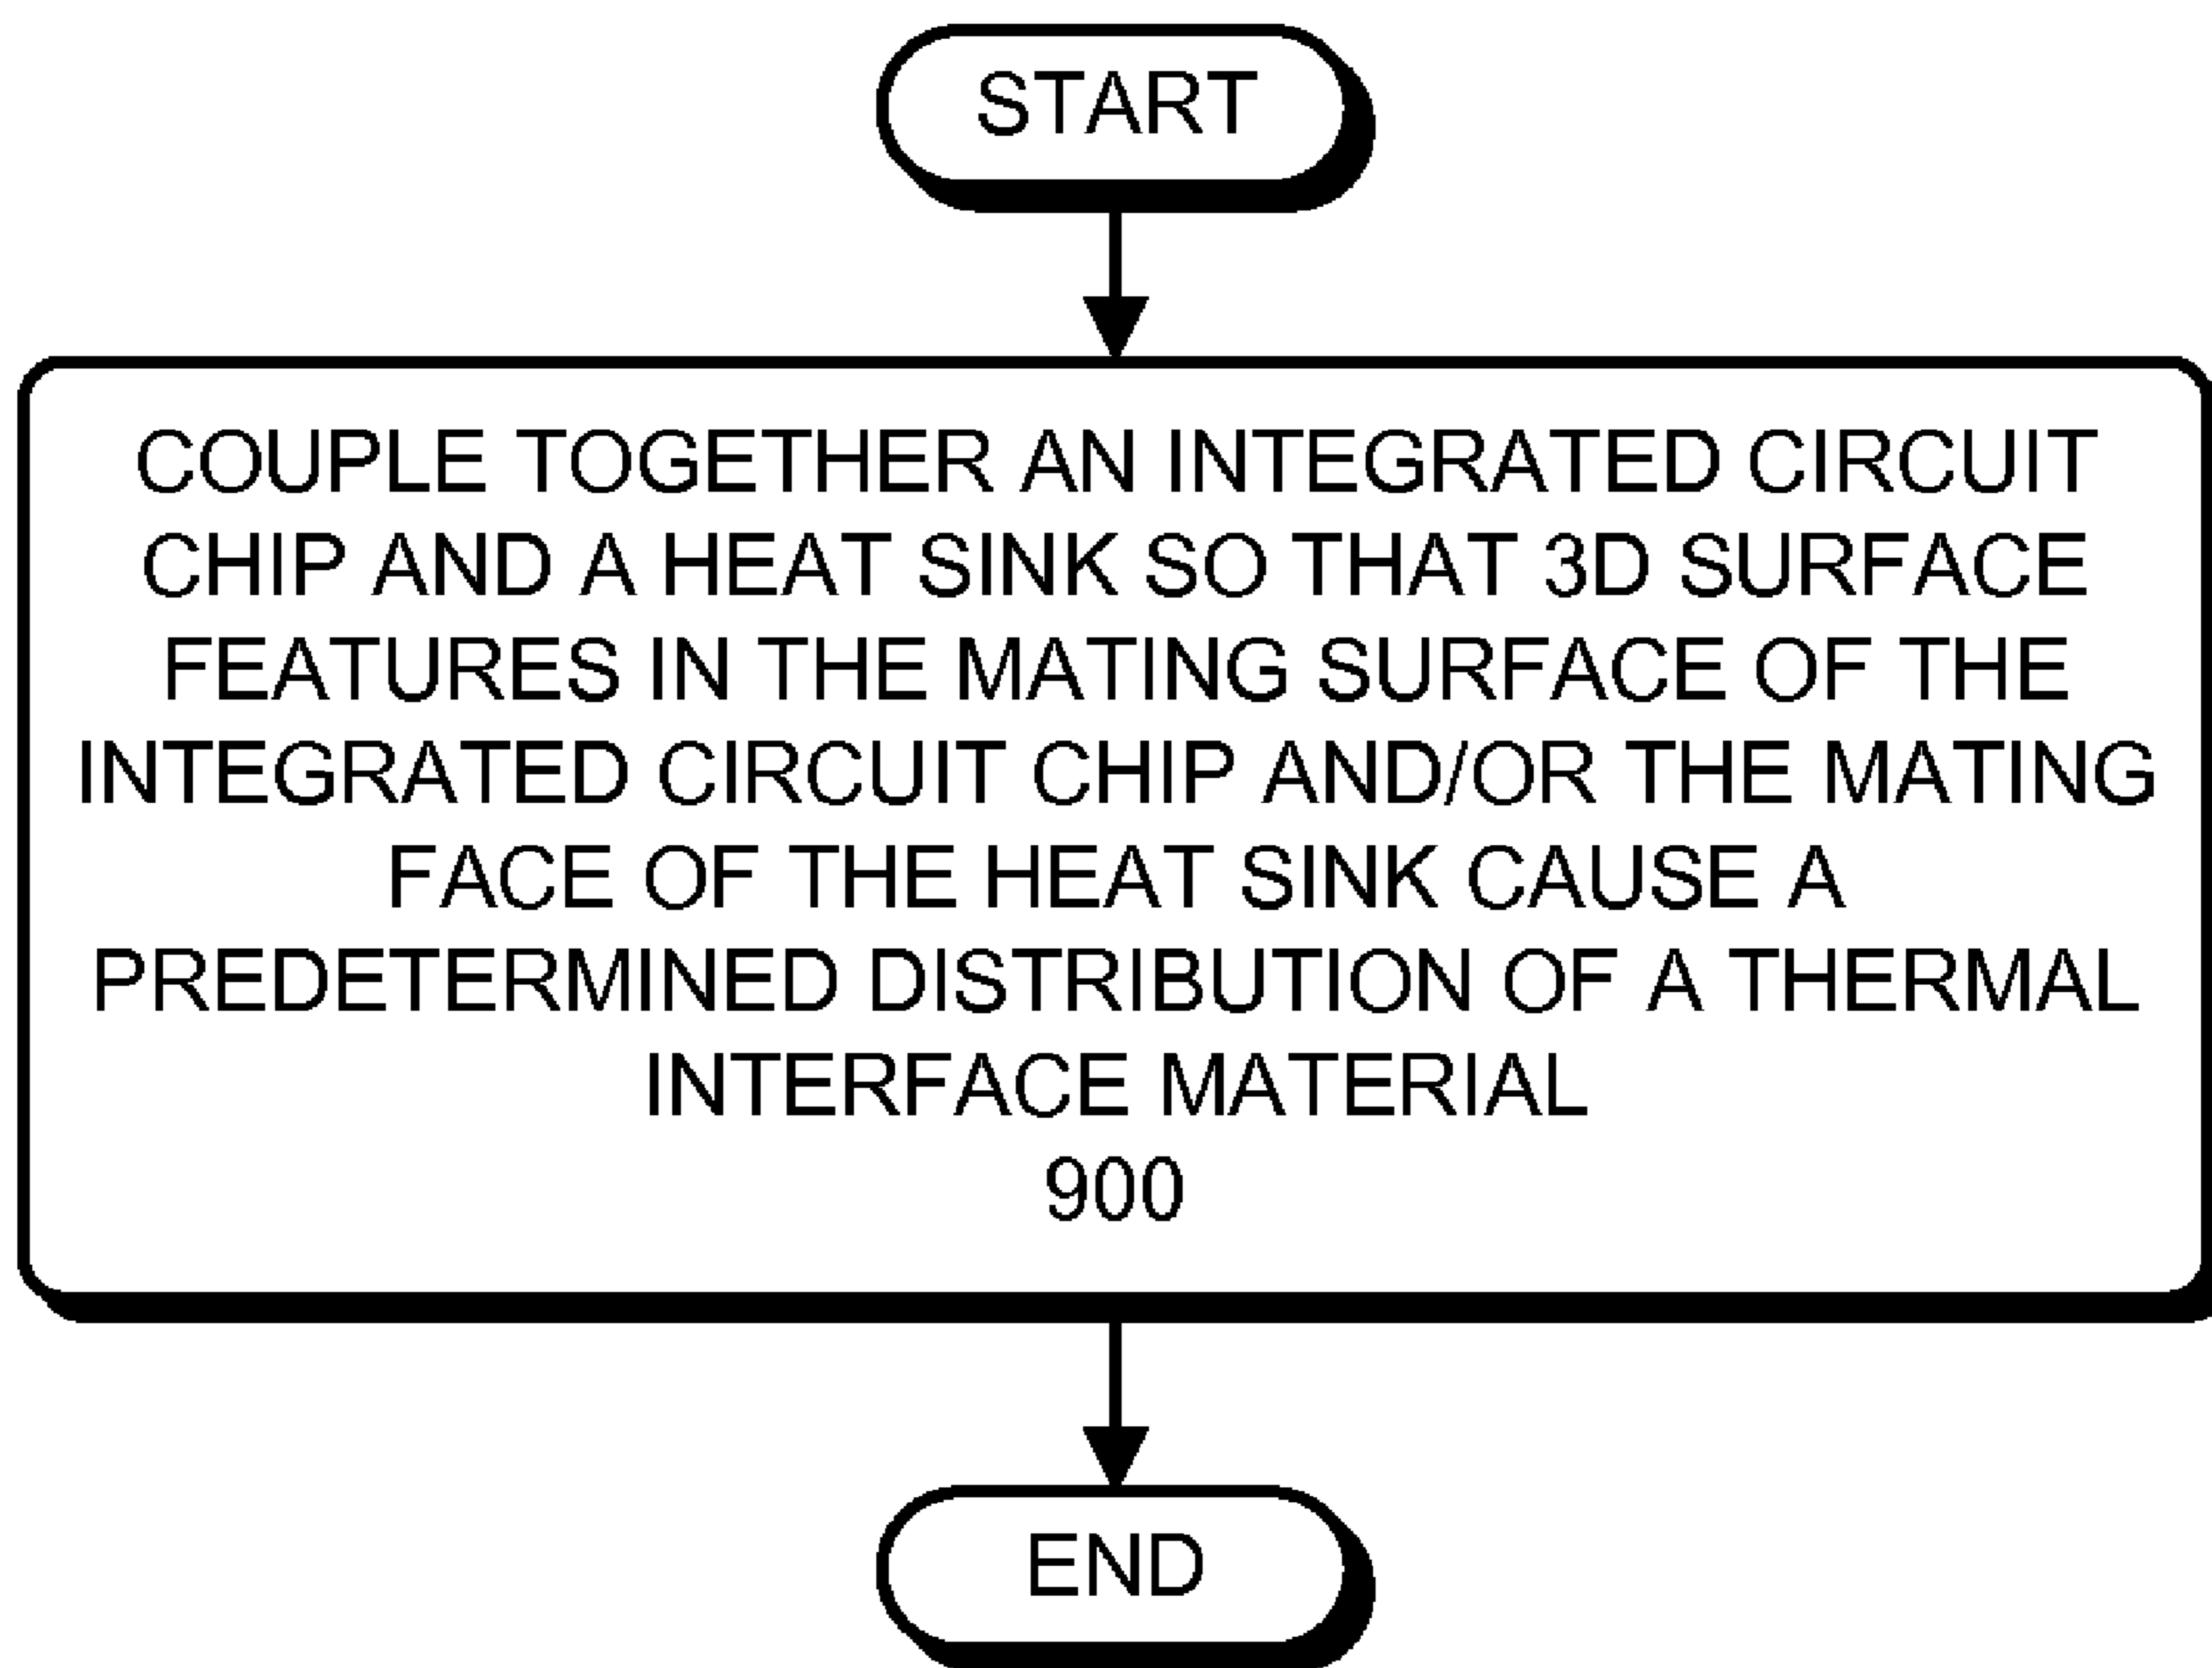 START
COUPLE TOGETHER AN INTEGRATED CIRCUIT
CHIP AND A HEAT SINK SO THAT 3D SURFACE
FEATURES IN THE MATING SURFACE OF THE
INTEGRATED CIRCUIT CHIP AND/OR THE MATING
FACE OF THE HEAT SINK CAUSE A
PREDETERMINED DISTRIBUTION OF A THERMAL
INTERFACE MATERIAL
900
END